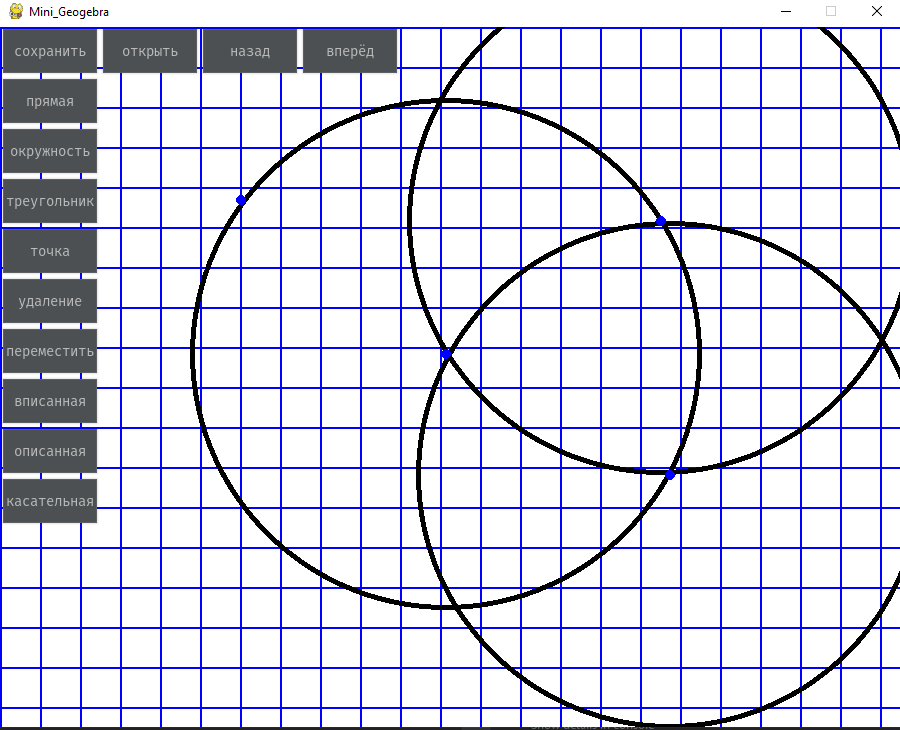 Mini_Geogebra
сохранить
открыть
назад
вперёд
прямая
окружность
треугольник
точка
удаление
переместить
вписанная
описанная
касательная